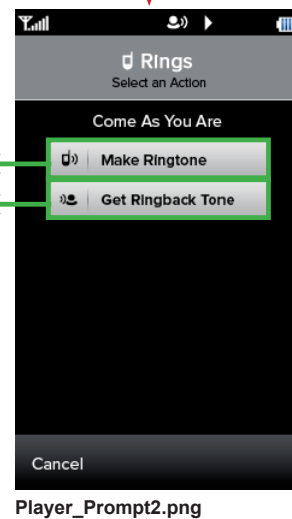 Rings
Select an Action
Come As You Are
Make Ringtone
Get Ringback Tone
Cancel
Player_Prompt2.png